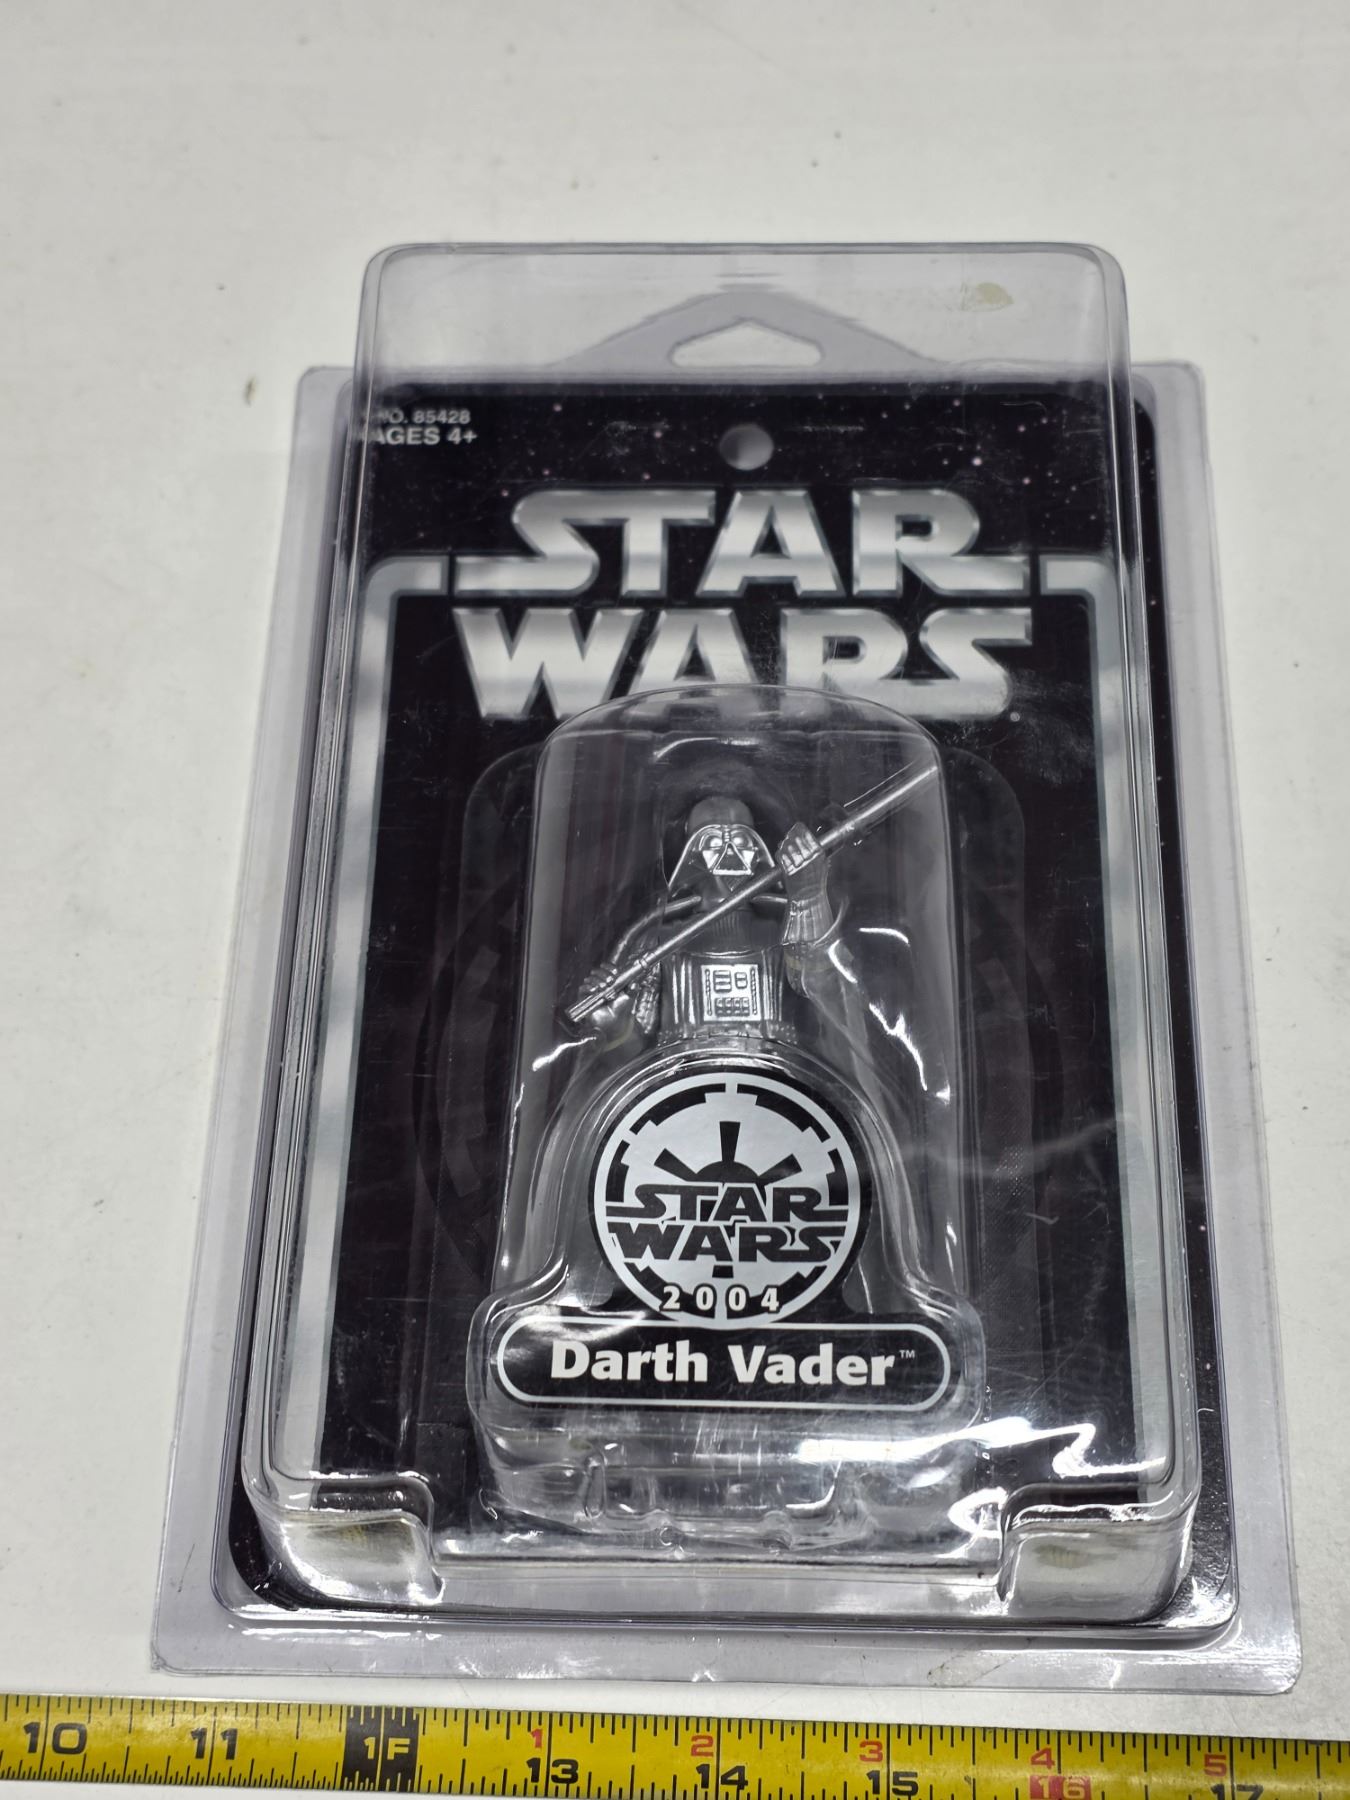 NO. 85428
AGES 4+
STAR
WARS
STAR
WARS
2004
Darth Vader™
10 11 1F 1 2 3 4 5
13 14 15 16 17